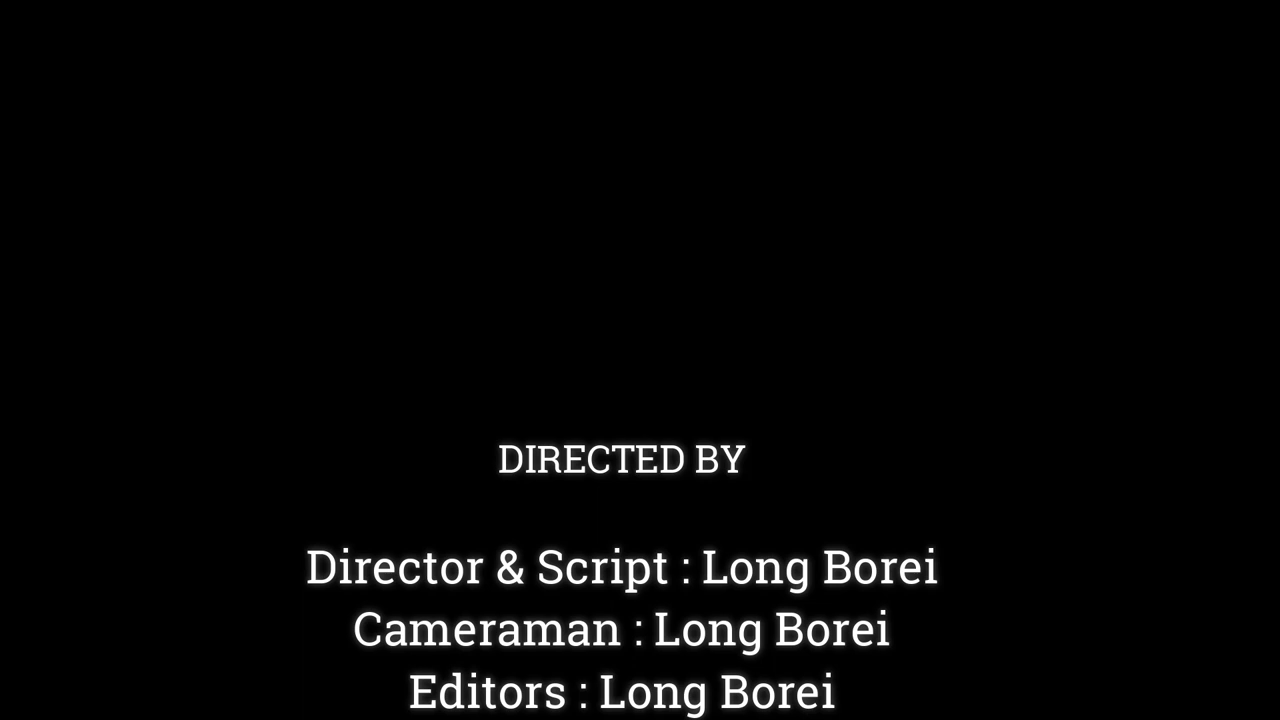 DIRECTED BY
Director & Script : Long Borei
Cameraman : Long Borei
Editors : Long Borei